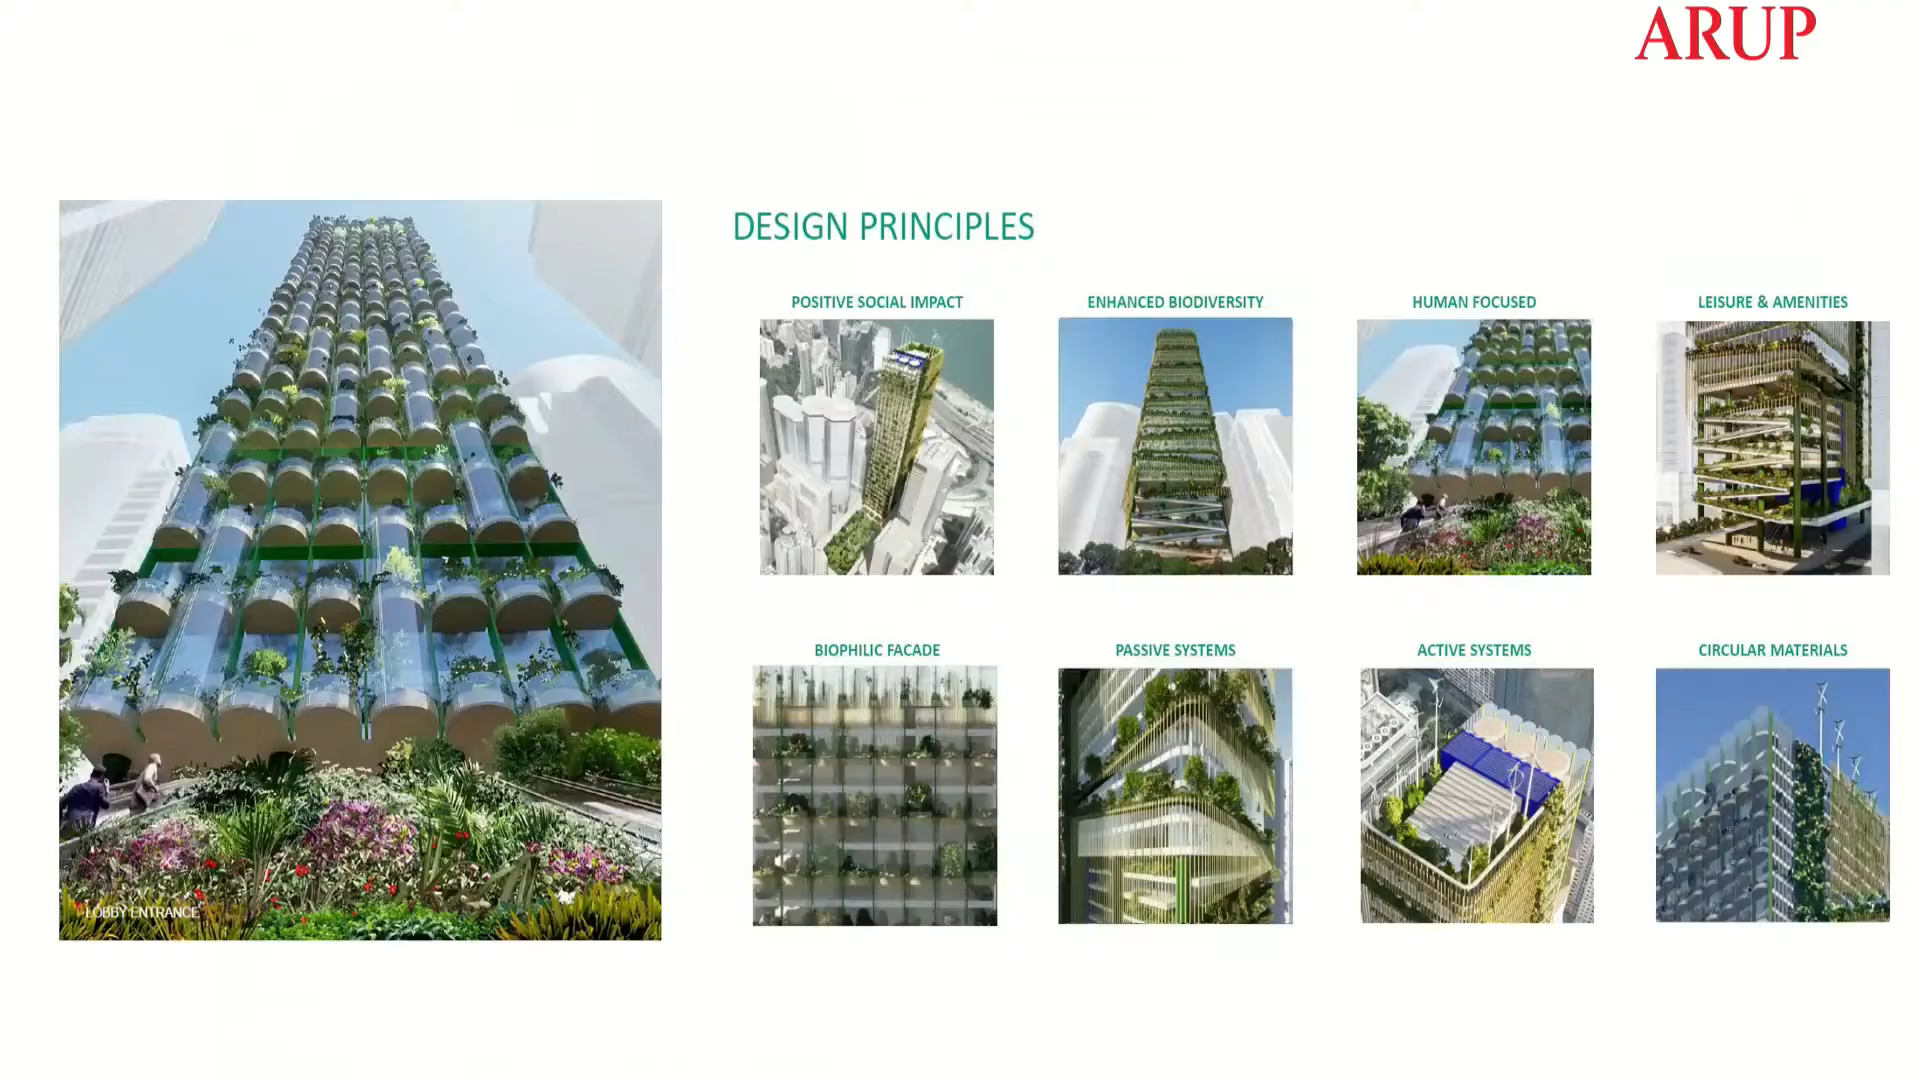 ARUP
DESIGN PRINCIPLES
POSITIVE SOCIAL IMPACT
ENHANCED BIODIVERSITY
HUMAN FOCUSED
LEISURE & AMENITIES
BIOPHILIC FACADE
PASSIVE SYSTEMS
ACTIVE SYSTEMS
CIRCULAR MATERIALS
LOBBY ENTRANCE